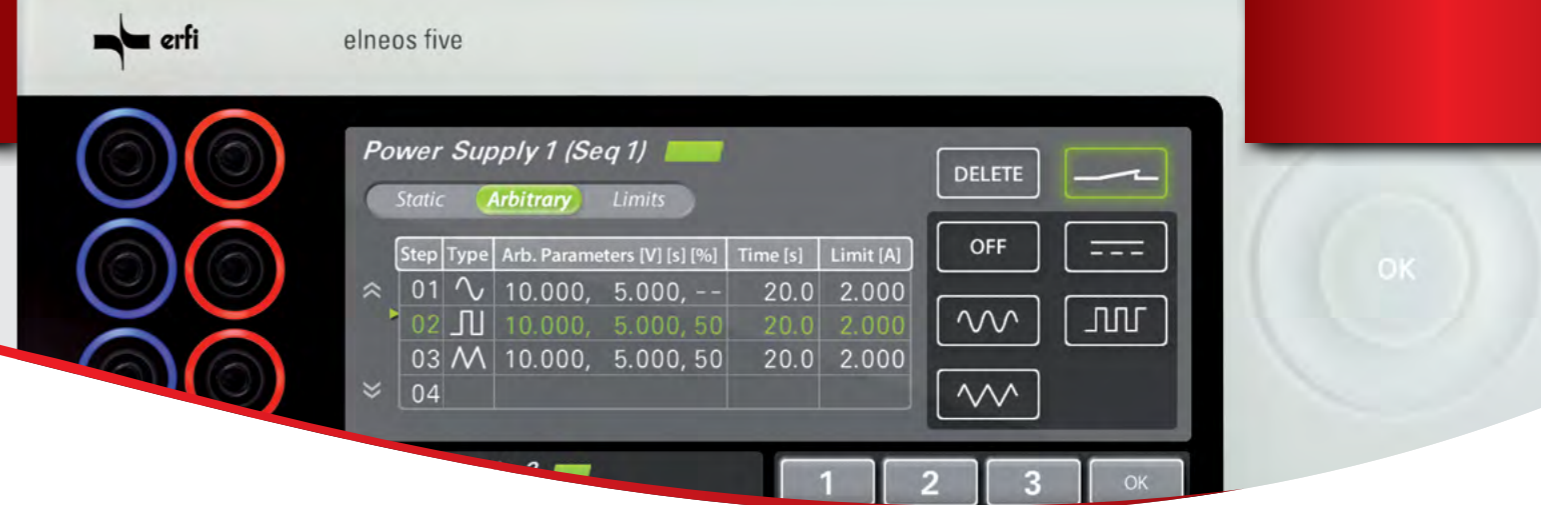 erfi
elneos five
Power Supply 1 (Seq 1)
DELETE
Static Arbitrary Limits
Step Type Arb. Parameters [V] [s] [%] Time [s] Limit [A]
01 10.000, 5.000, -- 20.0 2.000
02 10.000, 5.000, 50 20.0 2.000
03 10.000, 5.000, 50 20.0 2.000
04
OFF
OK
2
1 2 3 OK